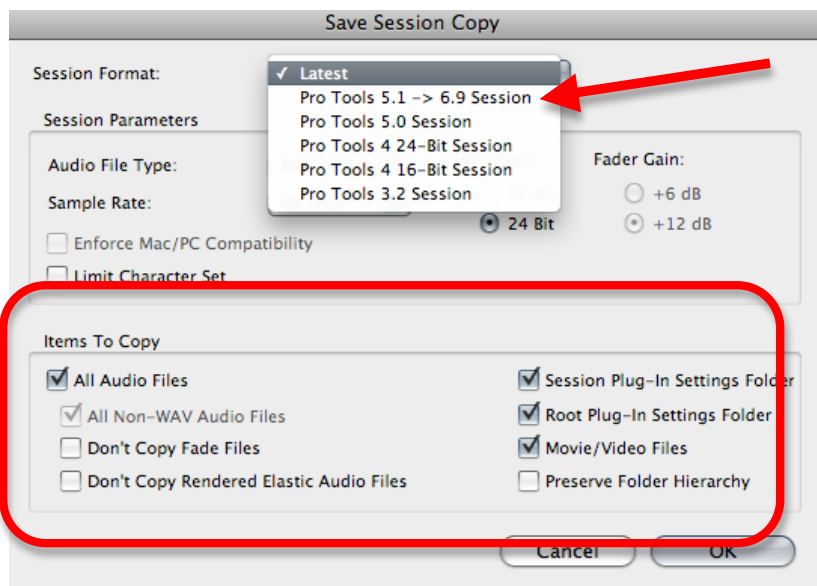 Save Session Copy
Session Format:
✓ Latest
Pro Tools 5.1 -> 6.9 Session
Pro Tools 5.0 Session
Pro Tools 4 24-Bit Session
Pro Tools 4 16-Bit Session
Pro Tools 3.2 Session
Session Parameters
Audio File Type:
Sample Rate:
24 Bit
Fader Gain:
+6 dB
+12 dB
Enforce Mac/PC Compatibility
Limit Character Set
Items To Copy
All Audio Files
All Non-WAV Audio Files
Don't Copy Fade Files
Don't Copy Rendered Elastic Audio Files
Session Plug-In Settings Folder
Root Plug-In Settings Folder
Movie/Video Files
Preserve Folder Hierarchy
Cancel
OK